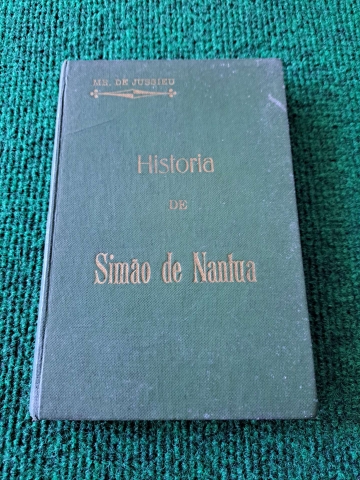 MR. DE JUSSIEU
Historia
DE
Simão de Nantua